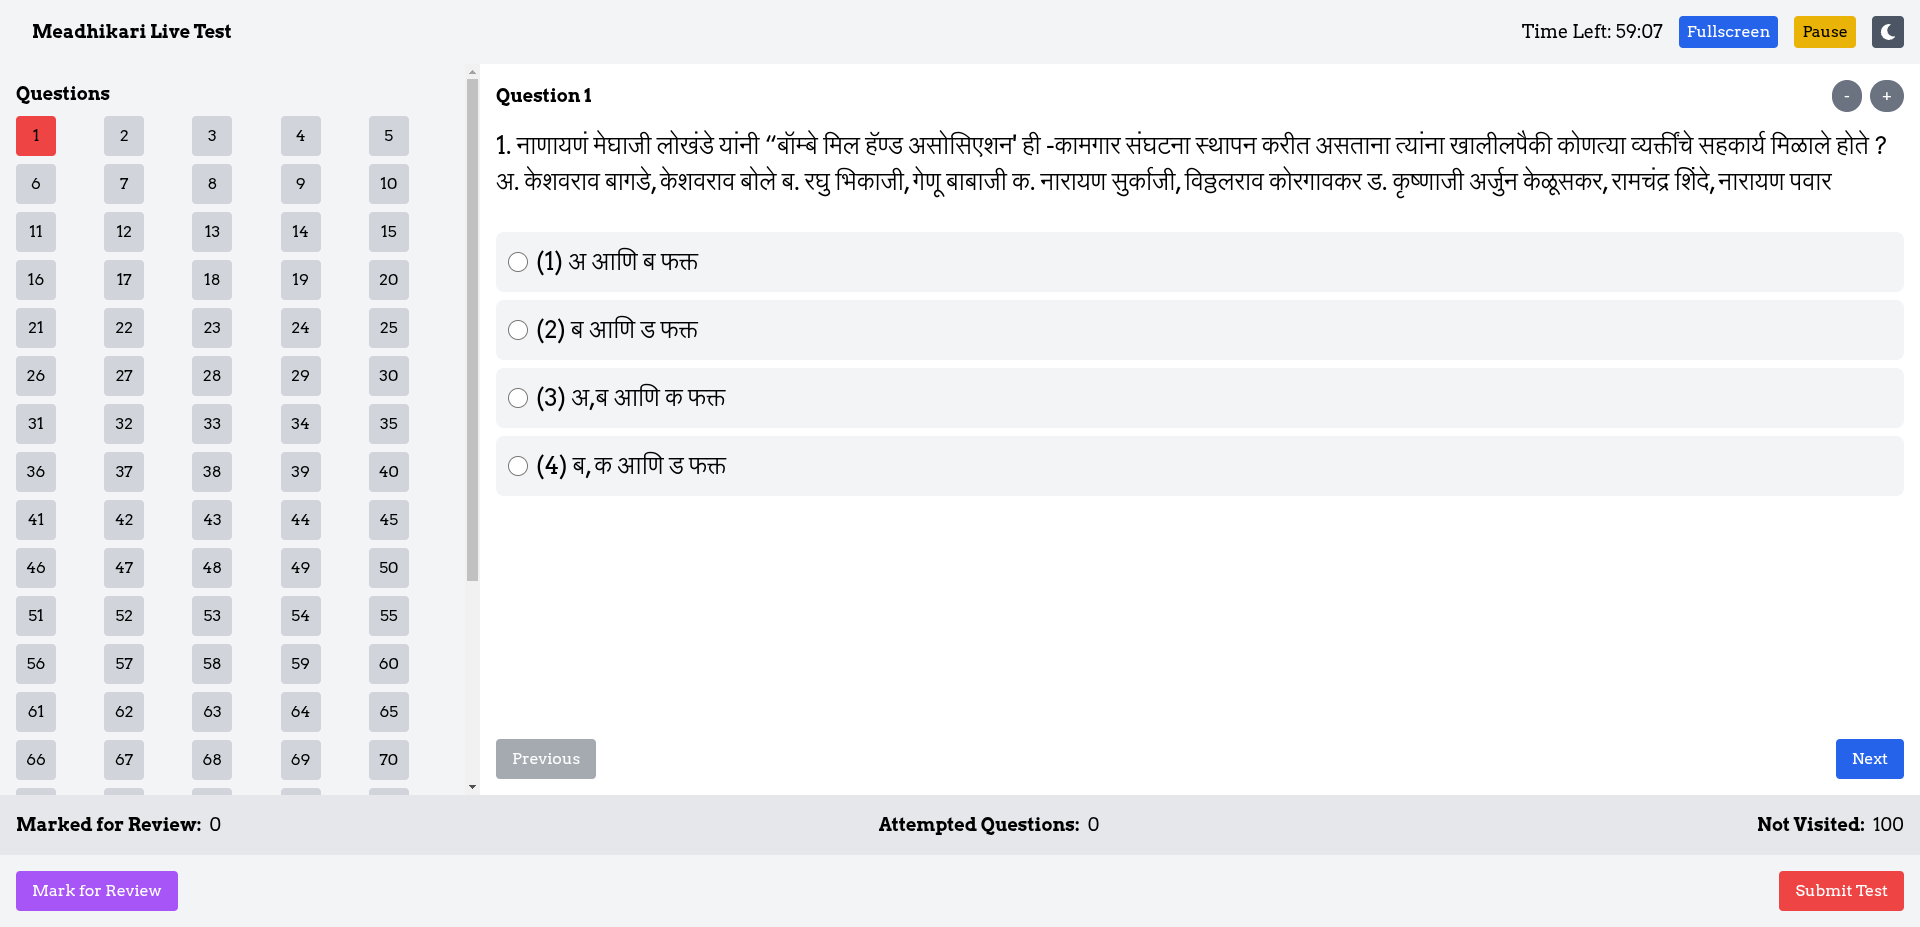 Meadhikari Live Test
Time Left: 59:07
Fullscreen
Pause
Questions
1 2 3 4 5
6 7 8 9 10
11 12 13 14 15
16 17 18 19 20
21 22 23 24 25
26 27 28 29 30
31 32 33 34 35
36 37 38 39 40
41 42 43 44 45
46 47 48 49 50
51 52 53 54 55
56 57 58 59 60
61 62 63 64 65
66 67 68 69 70
Question 1
- +
1. नाणायणं मेघाजी लोखंडे यांनी “बॉम्बे मिल हॅण्ड असोसिएशन' ही -कामगार संघटना स्थापन करीत असताना त्यांना खालीलपैकी कोणत्या व्यक्तींचे सहकार्य मिळाले होते ?
अ. केशवराव बागडे, केशवराव बोले ब. रघु भिकाजी, गेणू बाबाजी क. नारायण सुर्काजी, विठ्ठलराव कोरगावकर ड. कृष्णाजी अर्जुन केळूसकर, रामचंद्र शिंदे, नारायण पवार
(1) अ आणि ब फक्त
(2) ब आणि ड फक्त
(3) अ,ब आणि क फक्त
(4) ब, क आणि ड फक्त
Previous
Next
Marked for Review: 0
Attempted Questions: 0
Not Visited: 100
Mark for Review
Submit Test